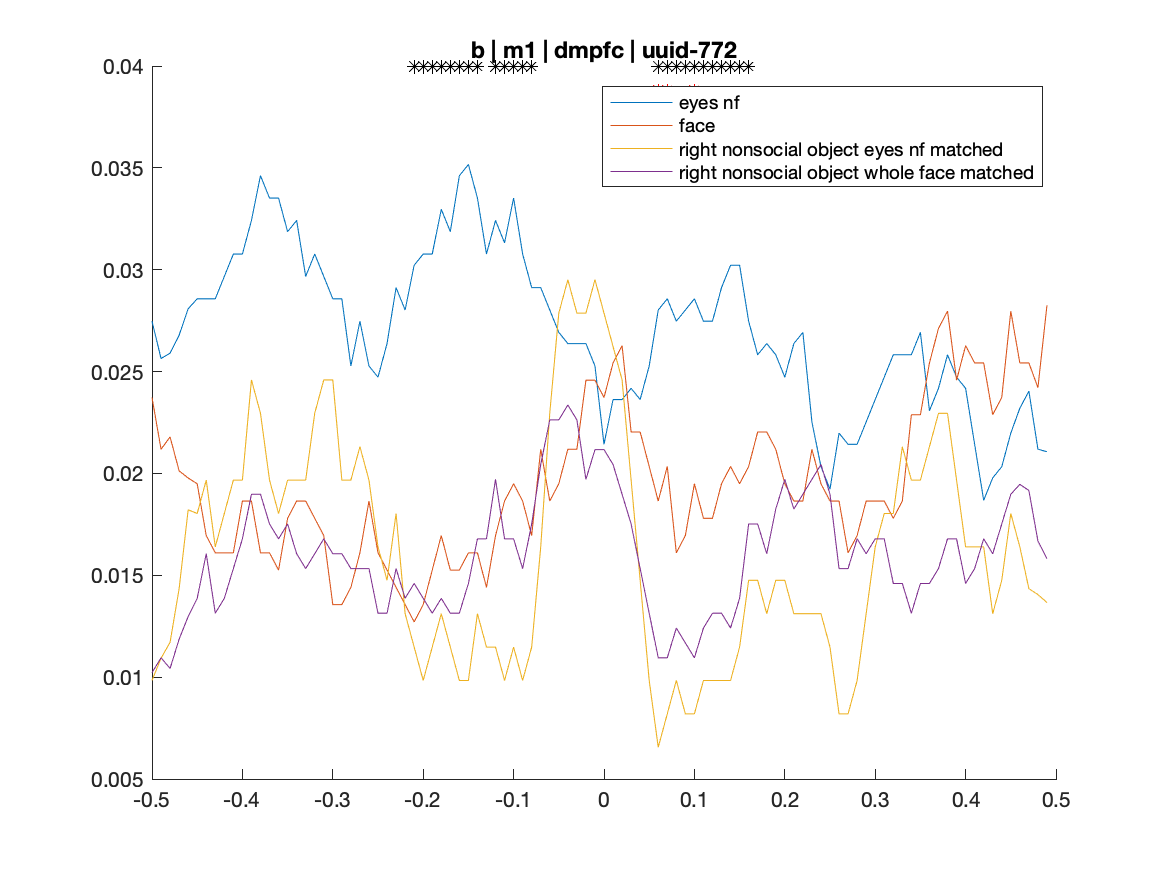 b | m1 | dmpfc | uuid-772
0.04
0.035
0.03
0.025
0.02
0.015
0.01
0.005
eyes nf
face
right nonsocial object eyes nf matched
right nonsocial object whole face matched
-0.5 -0.4 -0.3 -0.2 -0.1 0 0.1 0.2 0.3 0.4 0.5